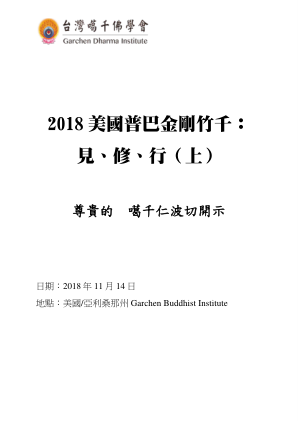 台灣噶千佛學會
Garchen Dharma Institute
2018 美國普巴金剛竹千：
見、修、行（上）
尊貴的　噶千仁波切開示
日期：2018 年 11 月 14 日
地點：美國/亞利桑那州 Garchen Buddhist Institute